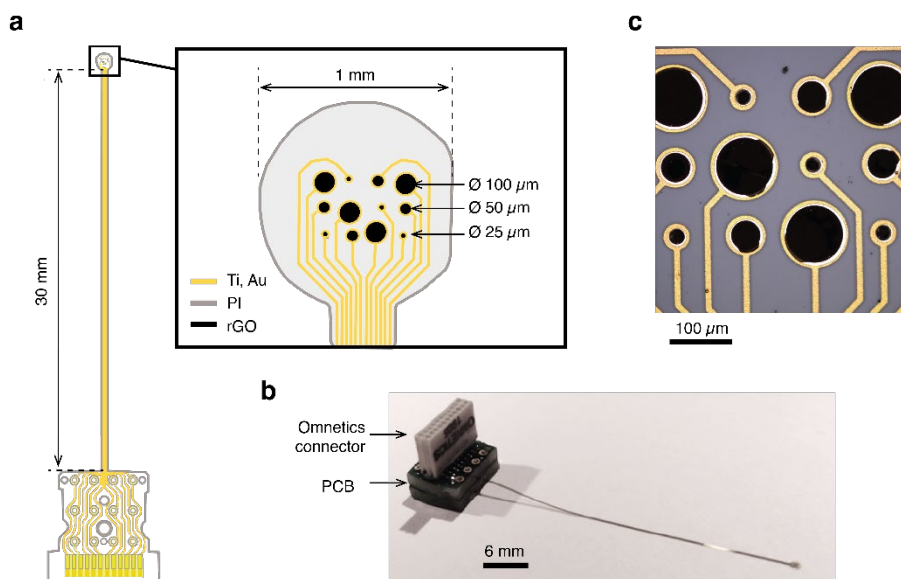 a
1 mm
Ø 100 µm
Ø 50 µm
Ø 25 µm
30 mm
Ti, Au
PI
rGO
c
100 µm
b
Omnetics
connector
PCB
6 mm